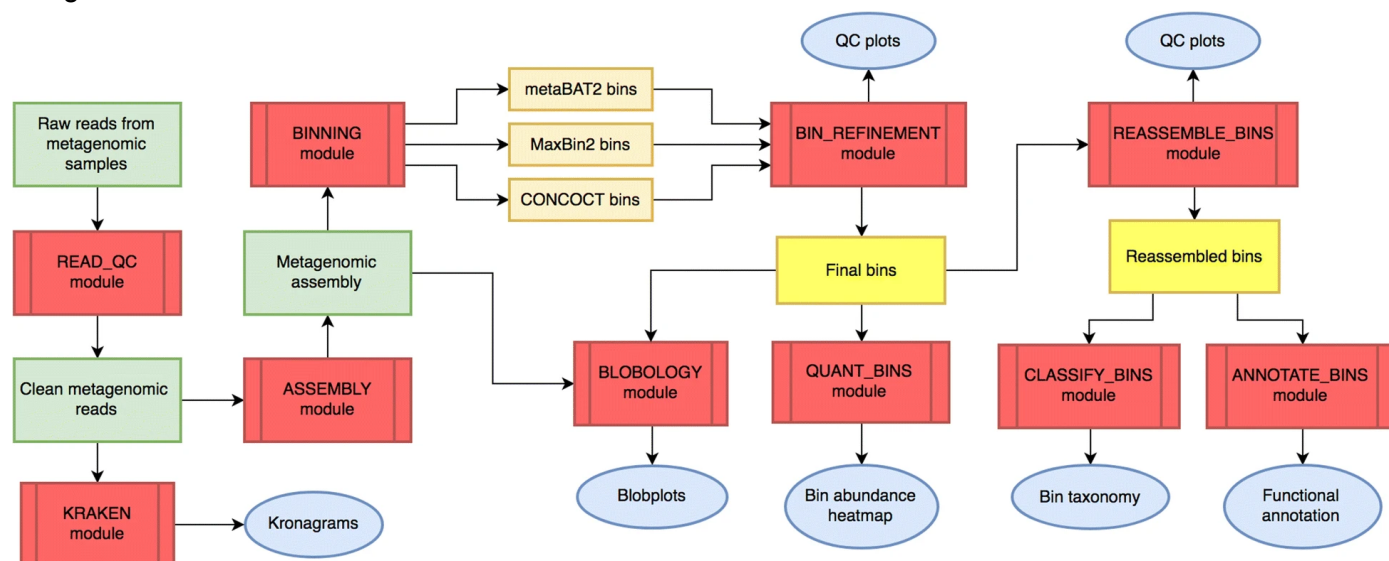 QC plots
QC plots
Raw reads from
metagenomic
samples
BINNING
module
metaBAT2 bins
MaxBin2 bins
CONCOCT bins
BIN_REFINEMENT
module
REASSEMBLE_BINS
module
READ_QC
module
Metagenomic
assembly
Final bins
Reassembled bins
Clean metagenomic
reads
ASSEMBLY
module
BLOBOLOGY
module
QUANT_BINS
module
CLASSIFY_BINS
module
ANNOTATE_BINS
module
KRAKEN
module
Kronagrams
Blobplots
Bin abundance
heatmap
Bin taxonomy
Functional
annotation